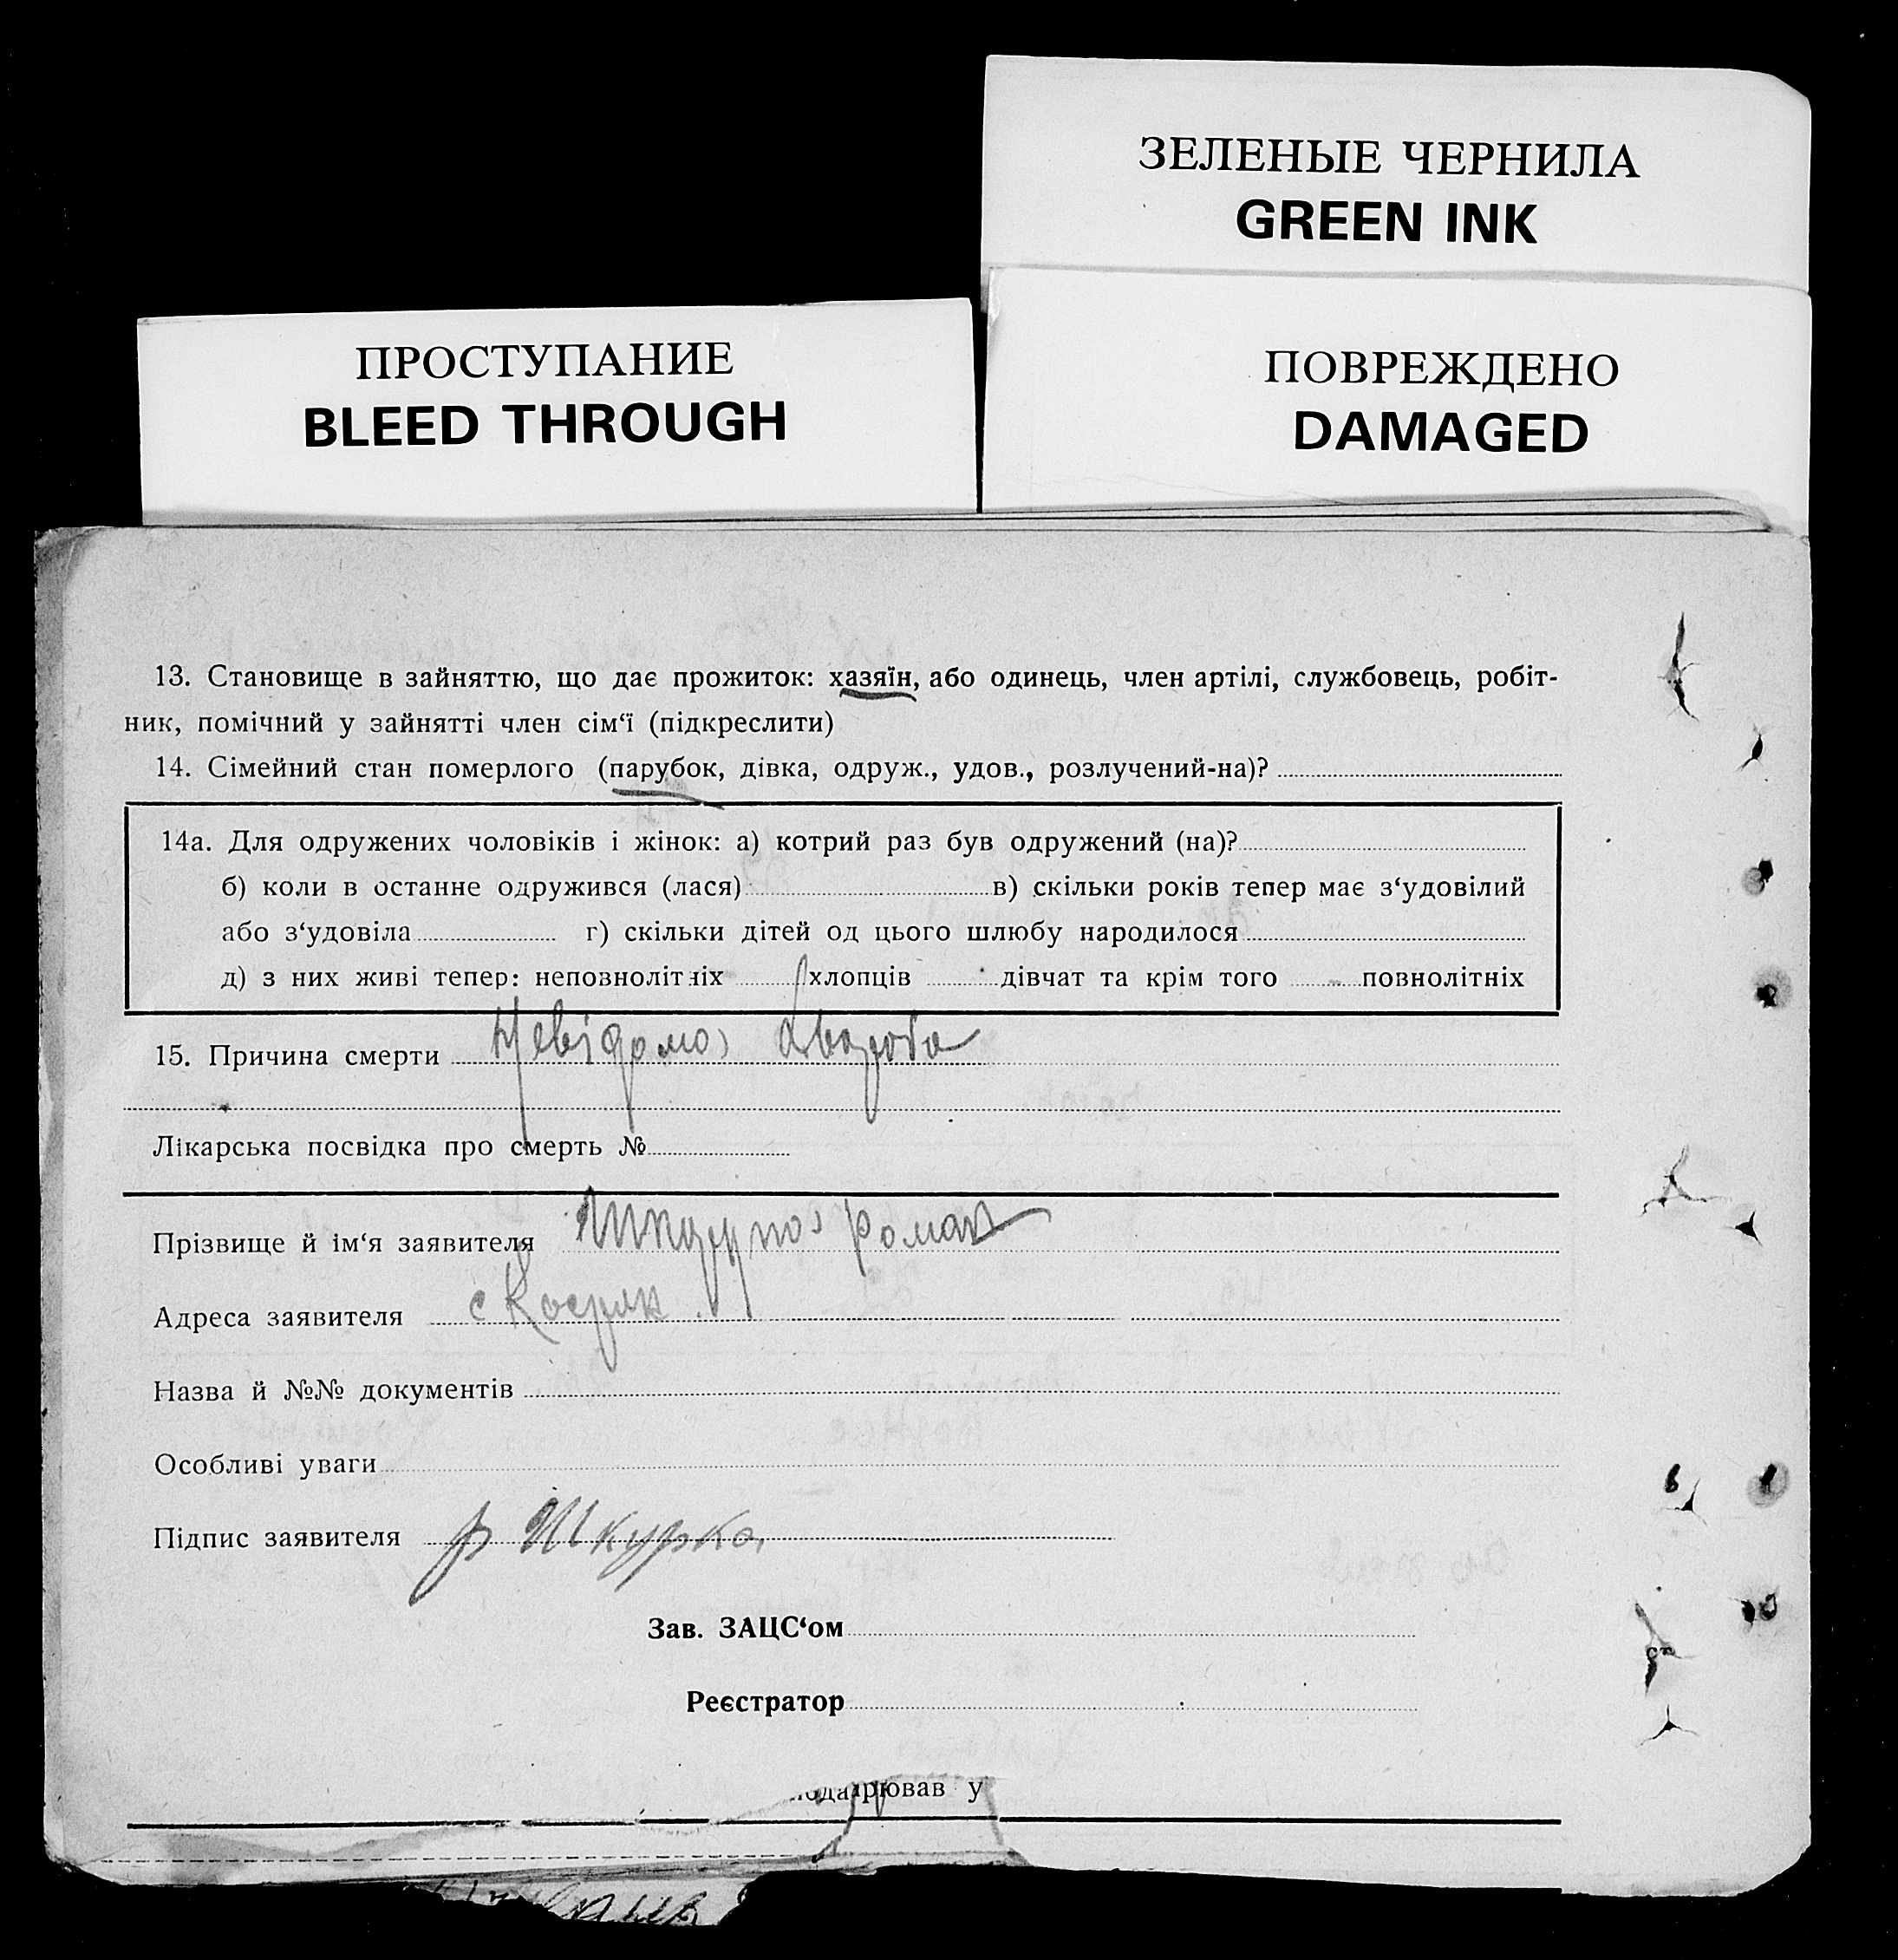 ЗЕЛЕНЫЕ ЧЕРНИЛА
GREEN INK
ПРОСТУПАНИЕ
BLEED THROUGH
ПОВРЕЖДЕНО
DAMAGED
13. Становище в зайняттю, що дає прожиток: хазяїн, або одинець, член артілі, службовець, робіт-
ник, помічний у зайнятті член сім‘ї (підкреслити)
14. Сімейний стан померлого (парубок, дівка, одруж., удов., розлучений-на)?
14а. Для одружених чоловіків і жінок: а) котрий раз був одружений (на)?
б) коли в останнє одружився (лася) в) скільки років тепер має з‘удовілий
або з‘удовіла г) скільки дітей од цього шлюбу народилося
д) з них живі тепер: неповнолітніх хлопців дівчат та крім того повнолітніх
15. Причина смерти Невідома хвороба
Лікарська посвідка про смерть №
Прізвище й ім‘я заявителя Роман
Адреса заявителя с
Назва й №№ документів
Особливі уваги
Підпис заявителя Р Шкурко
Зав. ЗАЦС‘ом
Реєстратор
у